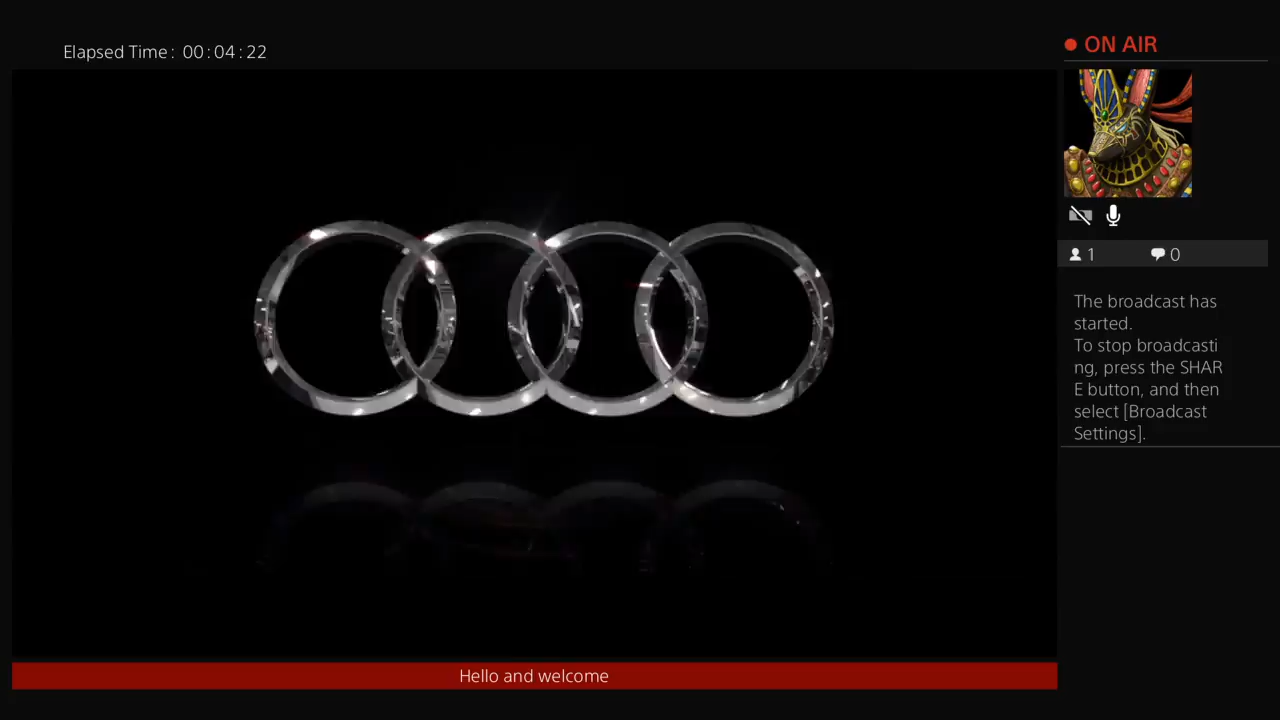 Elapsed Time: 00:04:22
ON AIR
1
0
The broadcast has
started.
To stop broadcasti
ng, press the SHAR
E button, and then
select [Broadcast
Settings].
Hello and welcome